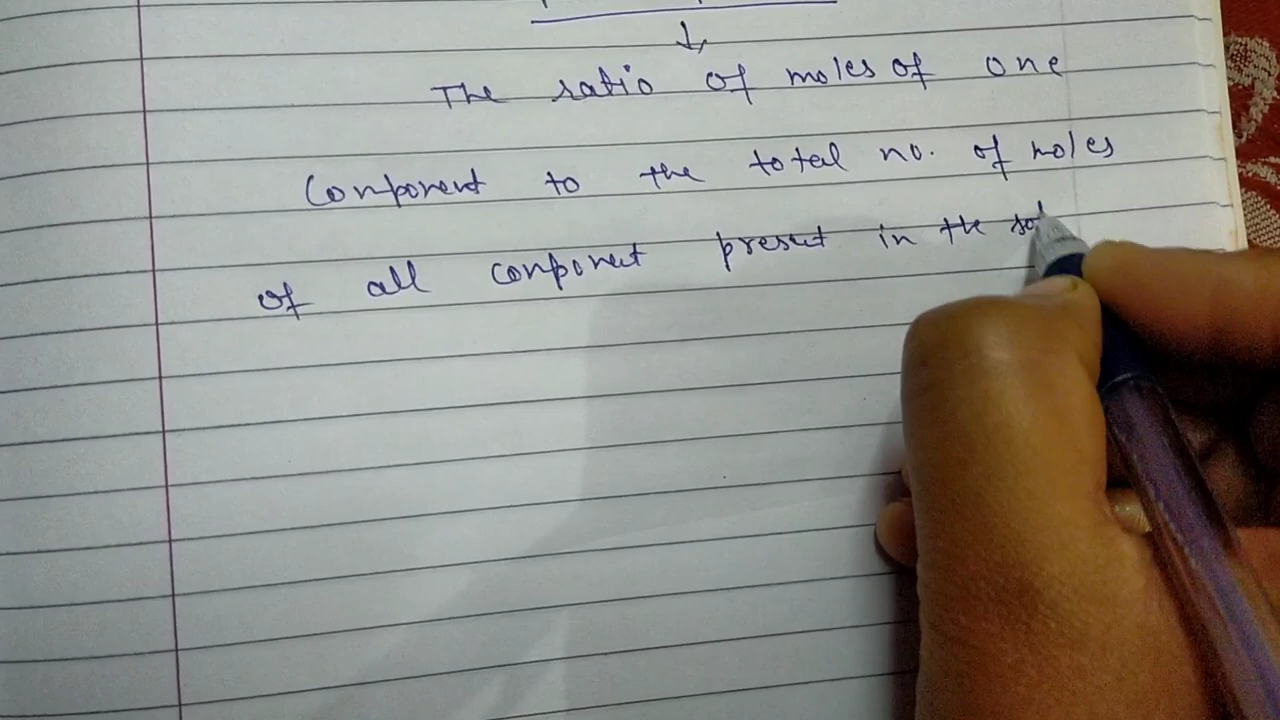 The ratio of moles of one
Component to the total no. of moles
of all component present in the